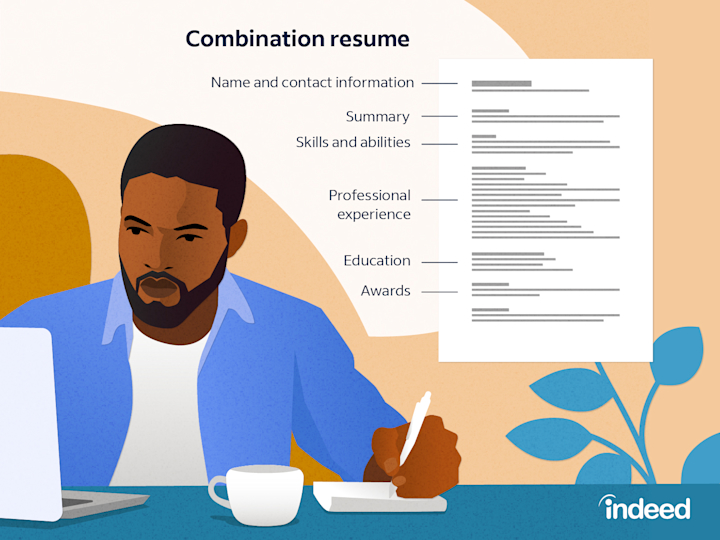 Combination resume
Name and contact information
Summary
Skills and abilities
Professional
experience
Education
Awards
indeed